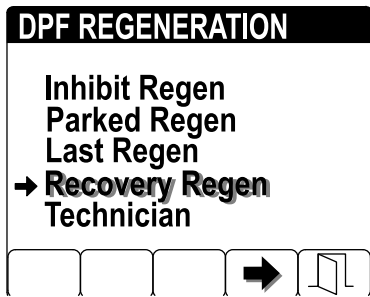 DPF REGENERATION
Inhibit Regen
Parked Regen
Last Regen
Recovery Regen
Technician